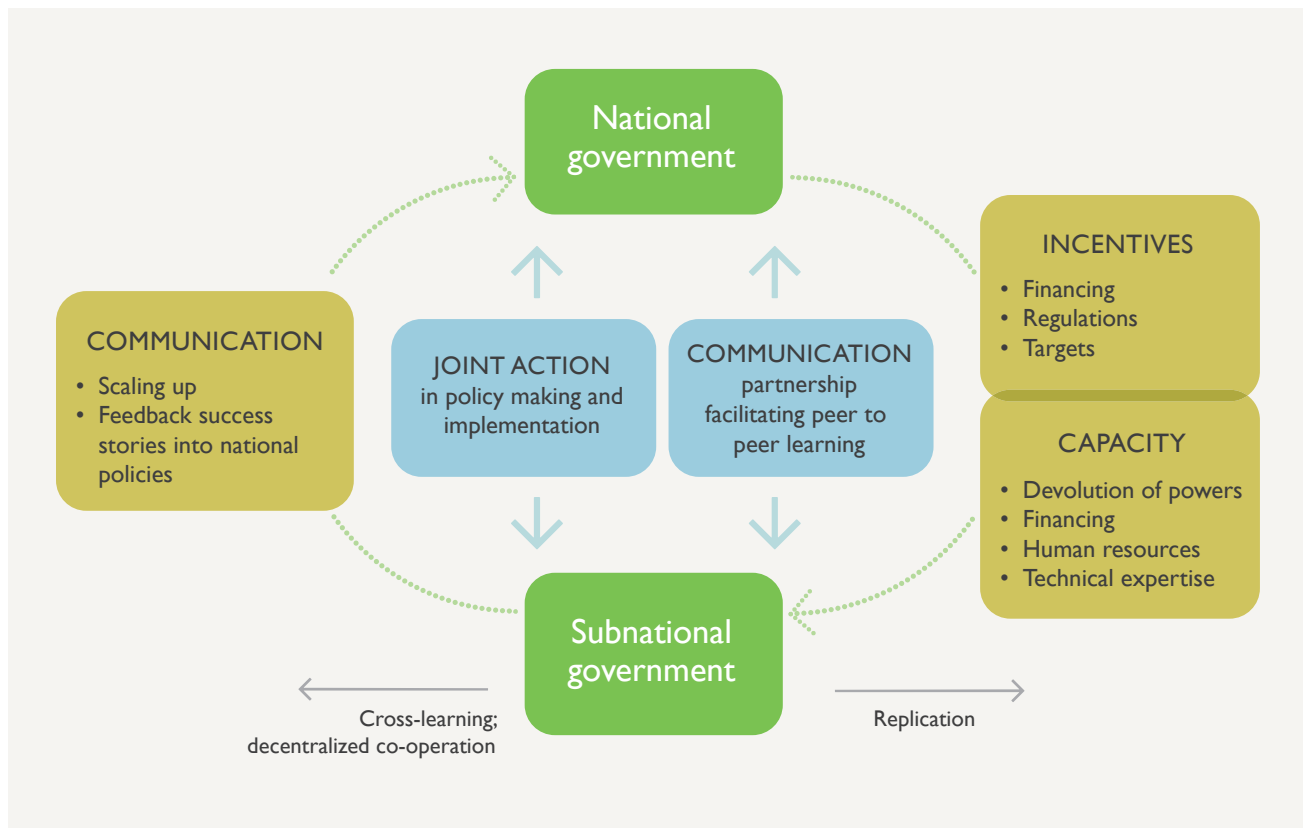 National
government
INCENTIVES
• Financing
• Regulations
• Targets
COMMUNICATION
• Scaling up
• Feedback success
stories into national
policies
JOINT ACTION
in policy making and
implementation
COMMUNICATION
partnership
facilitating peer to
peer learning
CAPACITY
• Devolution of powers
• Financing
• Human resources
• Technical expertise
Subnational
government
Cross-learning;
decentralized co-operation
Replication